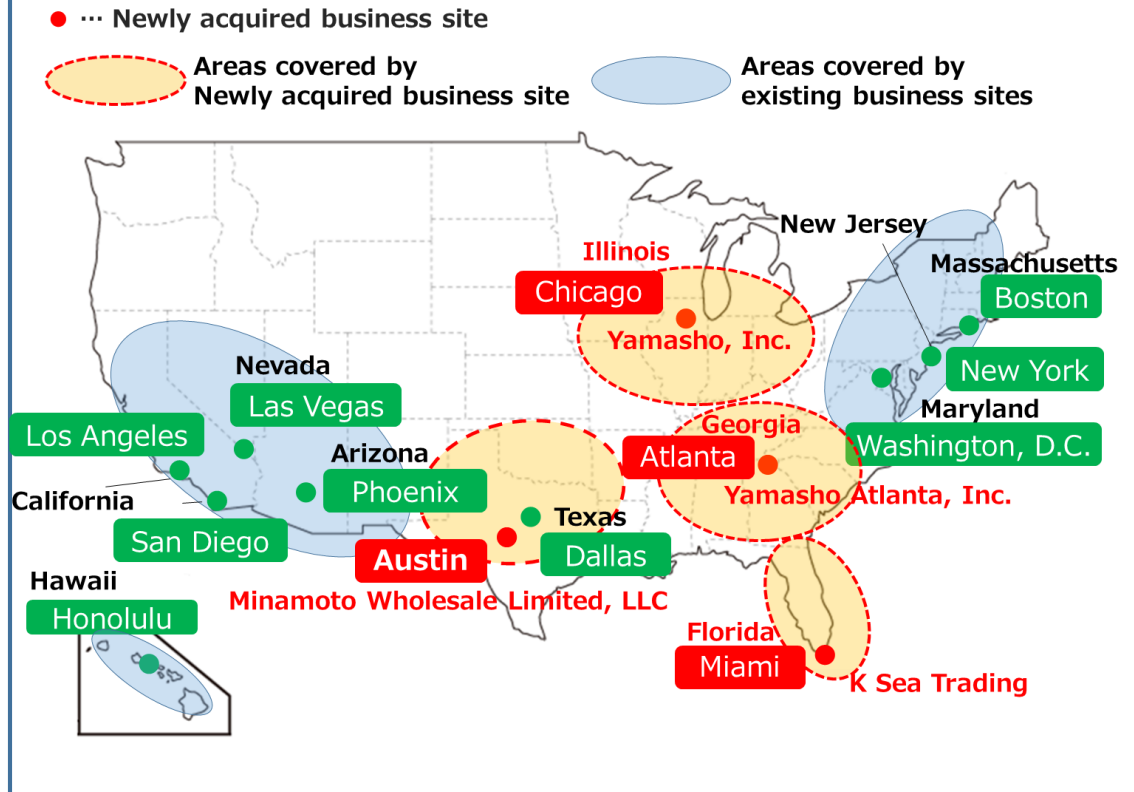 … Newly acquired business site
Areas covered by
Newly acquired business site
Areas covered by
existing business sites
New Jersey
Illinois
Massachusetts
Chicago
Boston
Yamasho, Inc.
Nevada
New York
Las Vegas
Maryland
Georgia
Los Angeles
Washington, D.C.
Arizona
Atlanta
Phoenix
Yamasho Atlanta, Inc.
California
Texas
San Diego
Austin
Dallas
Hawaii
Minamoto Wholesale Limited, LLC
Honolulu
Florida
Miami
K Sea Trading